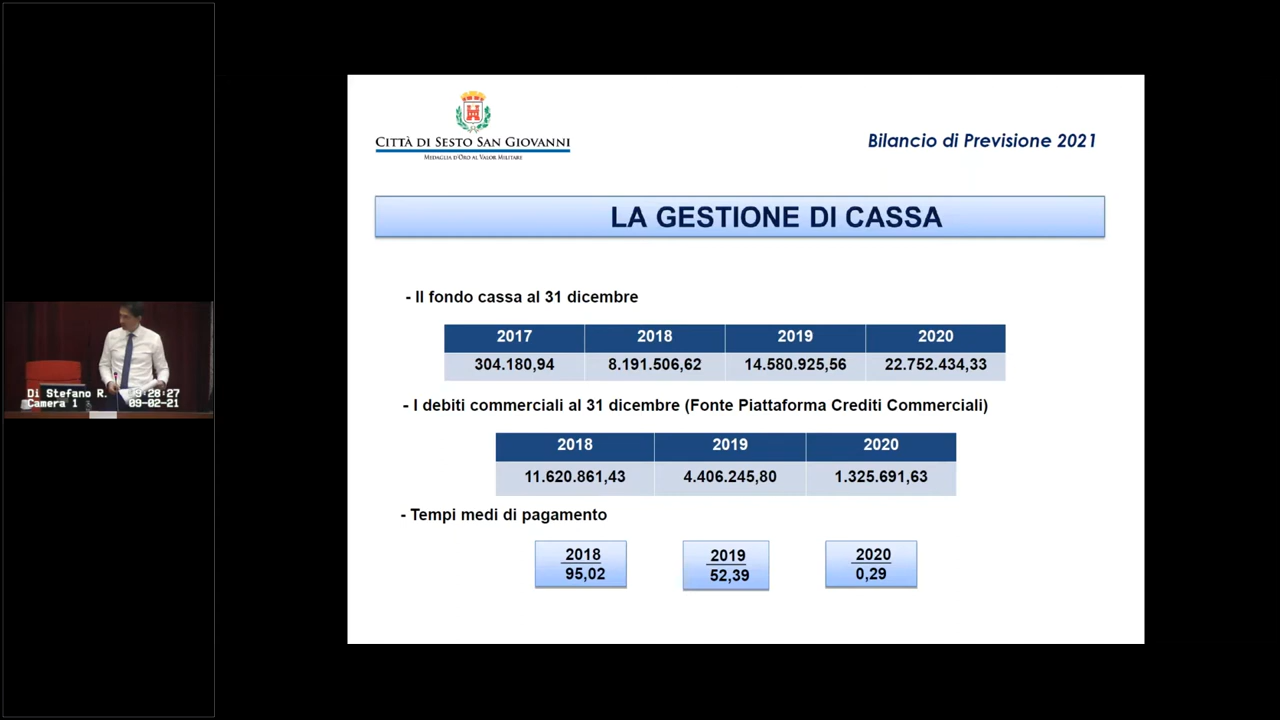 CITTÀ DI SESTO SAN GIOVANNI
MEDAGLIA D'ORO AL VALOR MILITARE
Bilancio di Previsione 2021
LA GESTIONE DI CASSA
- Il fondo cassa al 31 dicembre
2017 2018 2019 2020
304.180,94 8.191.506,62 14.580.925,56 22.752.434,33
- I debiti commerciali al 31 dicembre (Fonte Piattaforma Crediti Commerciali)
2018 2019 2020
11.620.861,43 4.406.245,80 1.325.691,63
- Tempi medi di pagamento
2018 2019 2020
95,02 52,39 0,29
Di Stefano R. 19:28:27
Camera 1 09-02-21